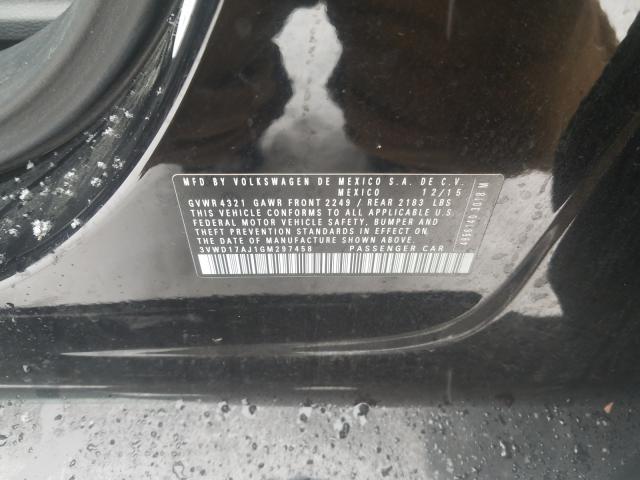 MFD BY VOLKSWAGEN DE MEXICO S.A. DE C.V.
MEXICO 12/15
GVWR 4321 GAWR FRONT 2249 / REAR 2183 LBS
THIS VEHICLE CONFORMS TO ALL APPLICABLE U.S.
FEDERAL MOTOR VEHICLE SAFETY, BUMPER AND
THEFT PREVENTION STANDARDS IN EFFECT ON
THE DATE OF MANUFACTURE SHOWN ABOVE.
3VWD17AJ1GM297458 PASSENGER CAR
3018 M